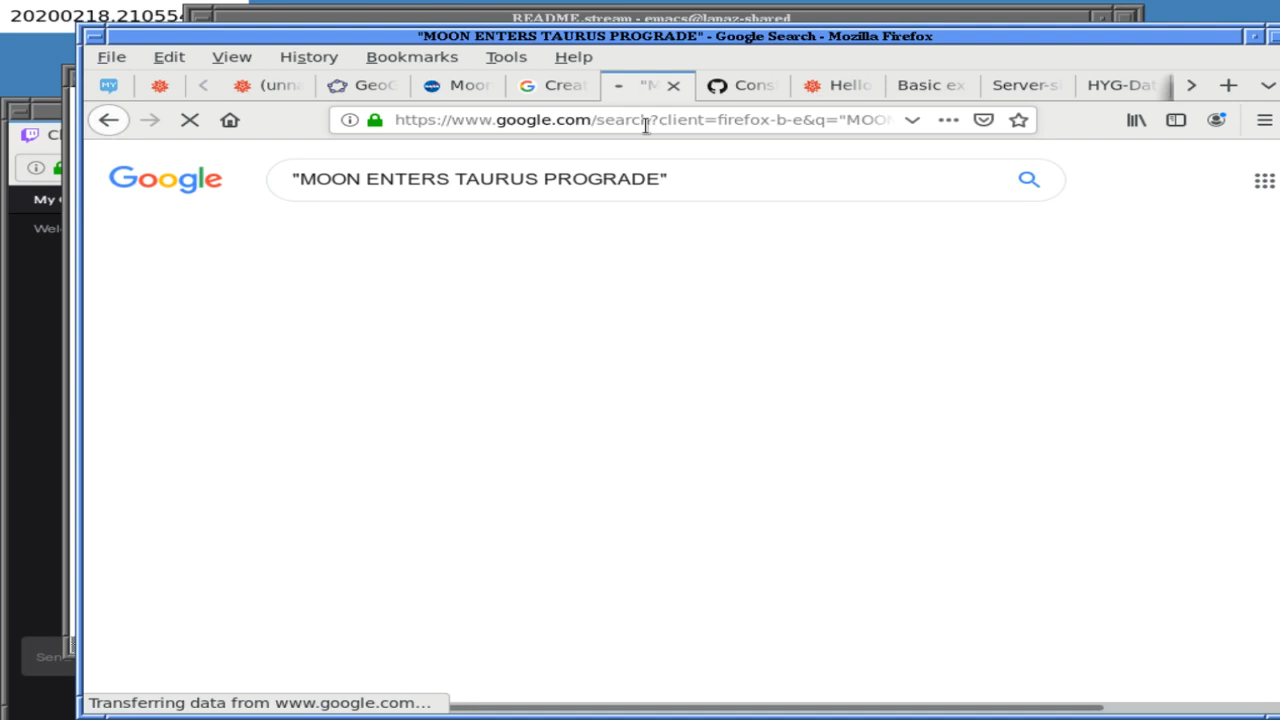 20200218.21055
README.stream - emacs@lanaz-shared
"MOON ENTERS TAURUS PROGRADE" - Google Search - Mozilla Firefox
File Edit View History Bookmarks Tools Help
(unn GeoG Moon Creat "M Cons Hello Basic ex Server-s HYG-Dat
https://www.google.com/search?client=firefox-b-e&q="MOON
My
Wel
Google
"MOON ENTERS TAURUS PROGRADE"
Sen
Transferring data from www.google.com...